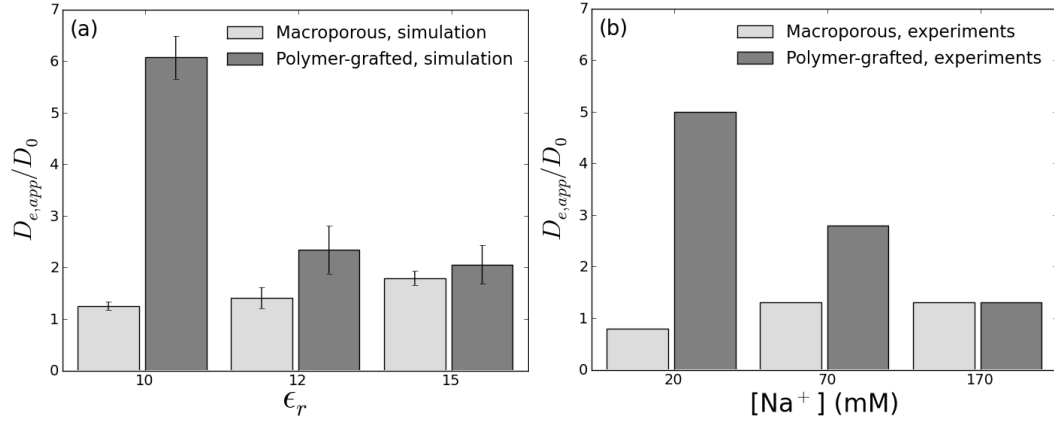 (a)
Macroporous, simulation
Polymer-grafted, simulation
7
6
5
4
3
2
1
0
D_{e,app}/D_0
10
12
15
ϵ_r
(b)
Macroporous, experiments
Polymer-grafted, experiments
7
6
5
4
3
2
1
0
D_{e,app}/D_0
20
70
170
[Na⁺] (mM)